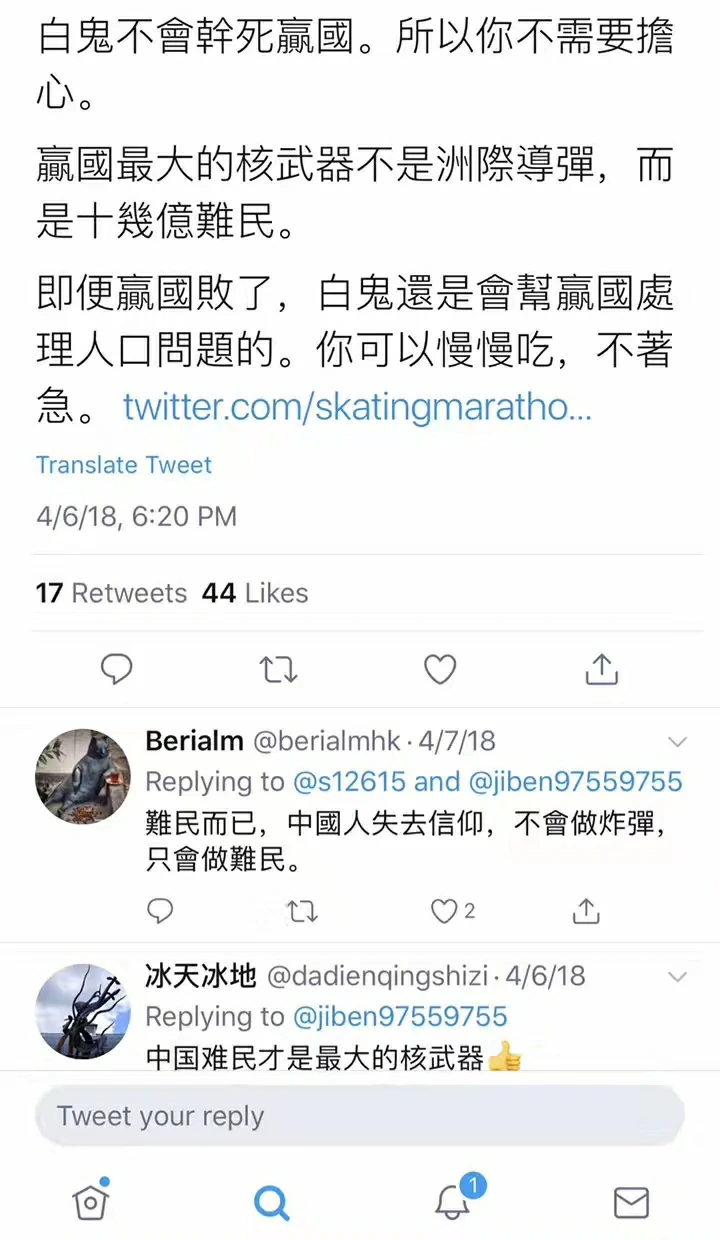 白鬼不會幹死贏國。所以你不需要擔
心。
贏國最大的核武器不是洲際導彈，而
是十幾億難民。
即便贏國敗了，白鬼還是會幫贏國處
理人口問題的。你可以慢慢吃，不著
急。 twitter.com/skatingmaratho...
Translate Tweet
4/6/18, 6:20 PM
17 Retweets 44 Likes
Berialm @berialmhk · 4/7/18
Replying to @s12615 and @jiben97559755
難民而已，中國人失去信仰，不會做炸彈，
只會做難民。
2
冰天冰地 @dadienqingshizi · 4/6/18
Replying to @jiben97559755
中国难民才是最大的核武器👍
Tweet your reply
1